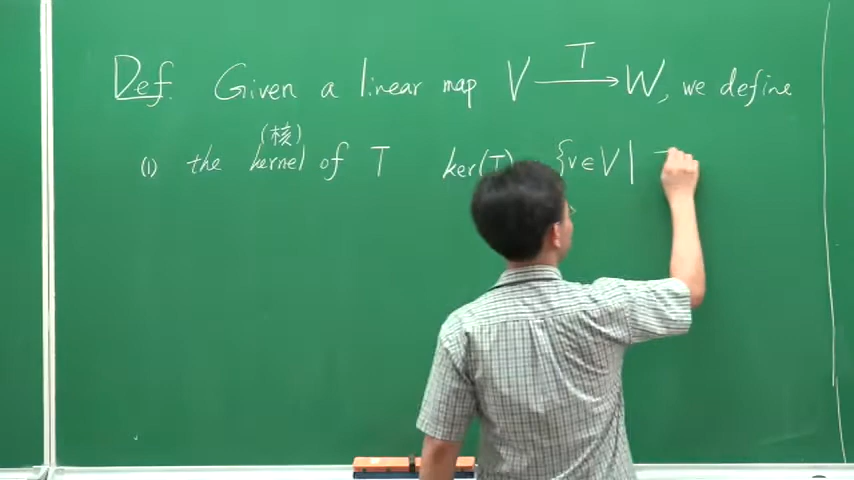 Def. Given a linear map V —T→ W, we define
(核)
(1) the kernel of T ker(T) {v ∈ V |